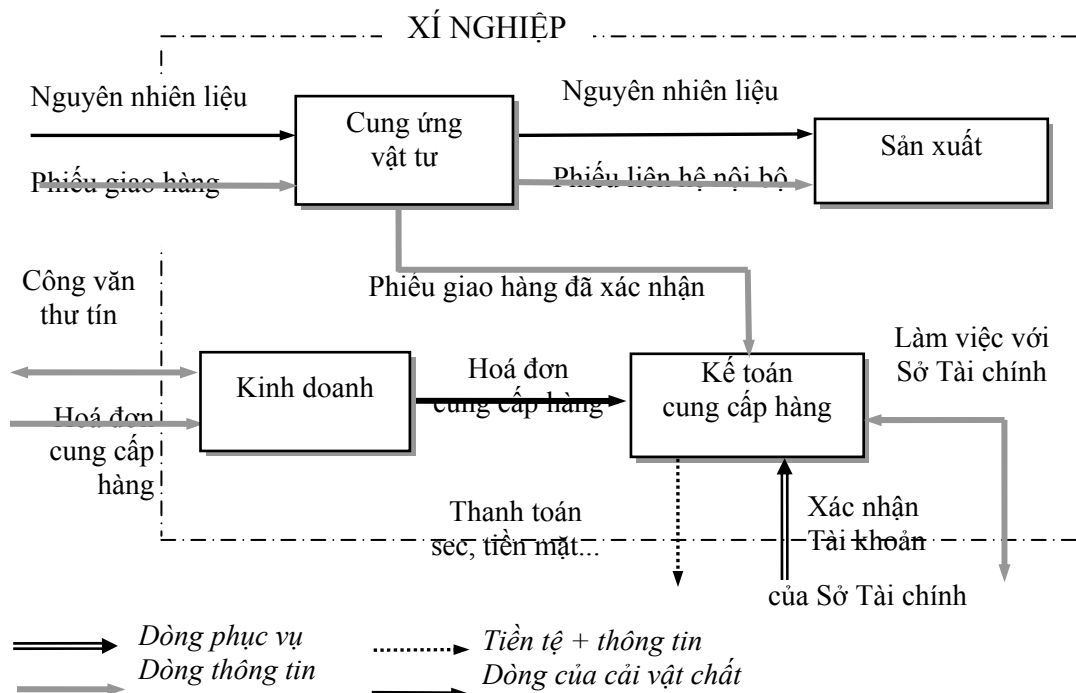 XÍ NGHIỆP
Nguyên nhiên liệu
Nguyên nhiên liệu
Cung ứng
vật tư
Sản xuất
Phiếu giao hàng
Phiếu liên hệ nội bộ
Công văn
thư tín
Phiếu giao hàng đã xác nhận
Làm việc với
Sở Tài chính
Kinh doanh
Hoá đơn
cung cấp hàng
Kế toán
cung cấp hàng
Hoá đơn
cung cấp
hàng
Thanh toán
sec, tiền mặt...
Xác nhận
Tài khoản
của Sở Tài chính
Dòng phục vụ
Tiền tệ + thông tin
Dòng thông tin
Dòng của cải vật chất